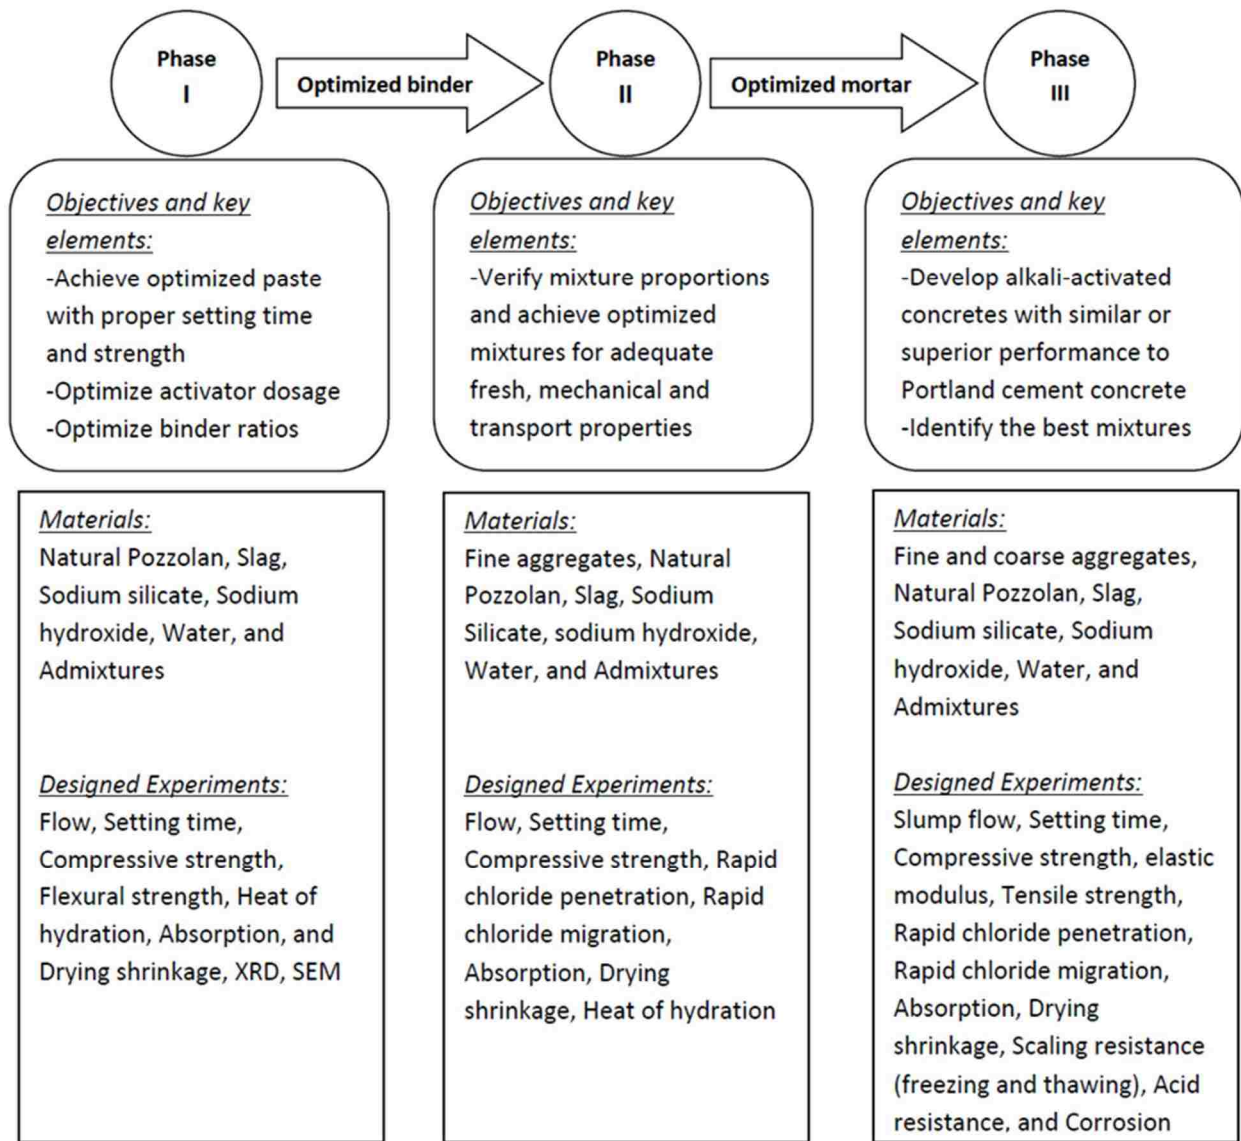 Phase
I
Optimized binder
Phase
II
Optimized mortar
Phase
III
Objectives and key
elements:
-Achieve optimized paste
with proper setting time
and strength
-Optimize activator dosage
-Optimize binder ratios
Objectives and key
elements:
-Verify mixture proportions
and achieve optimized
mixtures for adequate
fresh, mechanical and
transport properties
Objectives and key
elements:
-Develop alkali-activated
concretes with similar or
superior performance to
Portland cement concrete
-Identify the best mixtures
Materials:
Natural Pozzolan, Slag,
Sodium silicate, Sodium
hydroxide, Water, and
Admixtures
Designed Experiments:
Flow, Setting time,
Compressive strength,
Flexural strength, Heat of
hydration, Absorption, and
Drying shrinkage, XRD, SEM
Materials:
Fine aggregates, Natural
Pozzolan, Slag, Sodium
Silicate, sodium hydroxide,
Water, and Admixtures
Designed Experiments:
Flow, Setting time,
Compressive strength, Rapid
chloride penetration, Rapid
chloride migration,
Absorption, Drying
shrinkage, Heat of hydration
Materials:
Fine and coarse aggregates,
Natural Pozzolan, Slag,
Sodium silicate, Sodium
hydroxide, Water, and
Admixtures
Designed Experiments:
Slump flow, Setting time,
Compressive strength, elastic
modulus, Tensile strength,
Rapid chloride penetration,
Rapid chloride migration,
Absorption, Drying
shrinkage, Scaling resistance
(freezing and thawing), Acid
resistance, and Corrosion